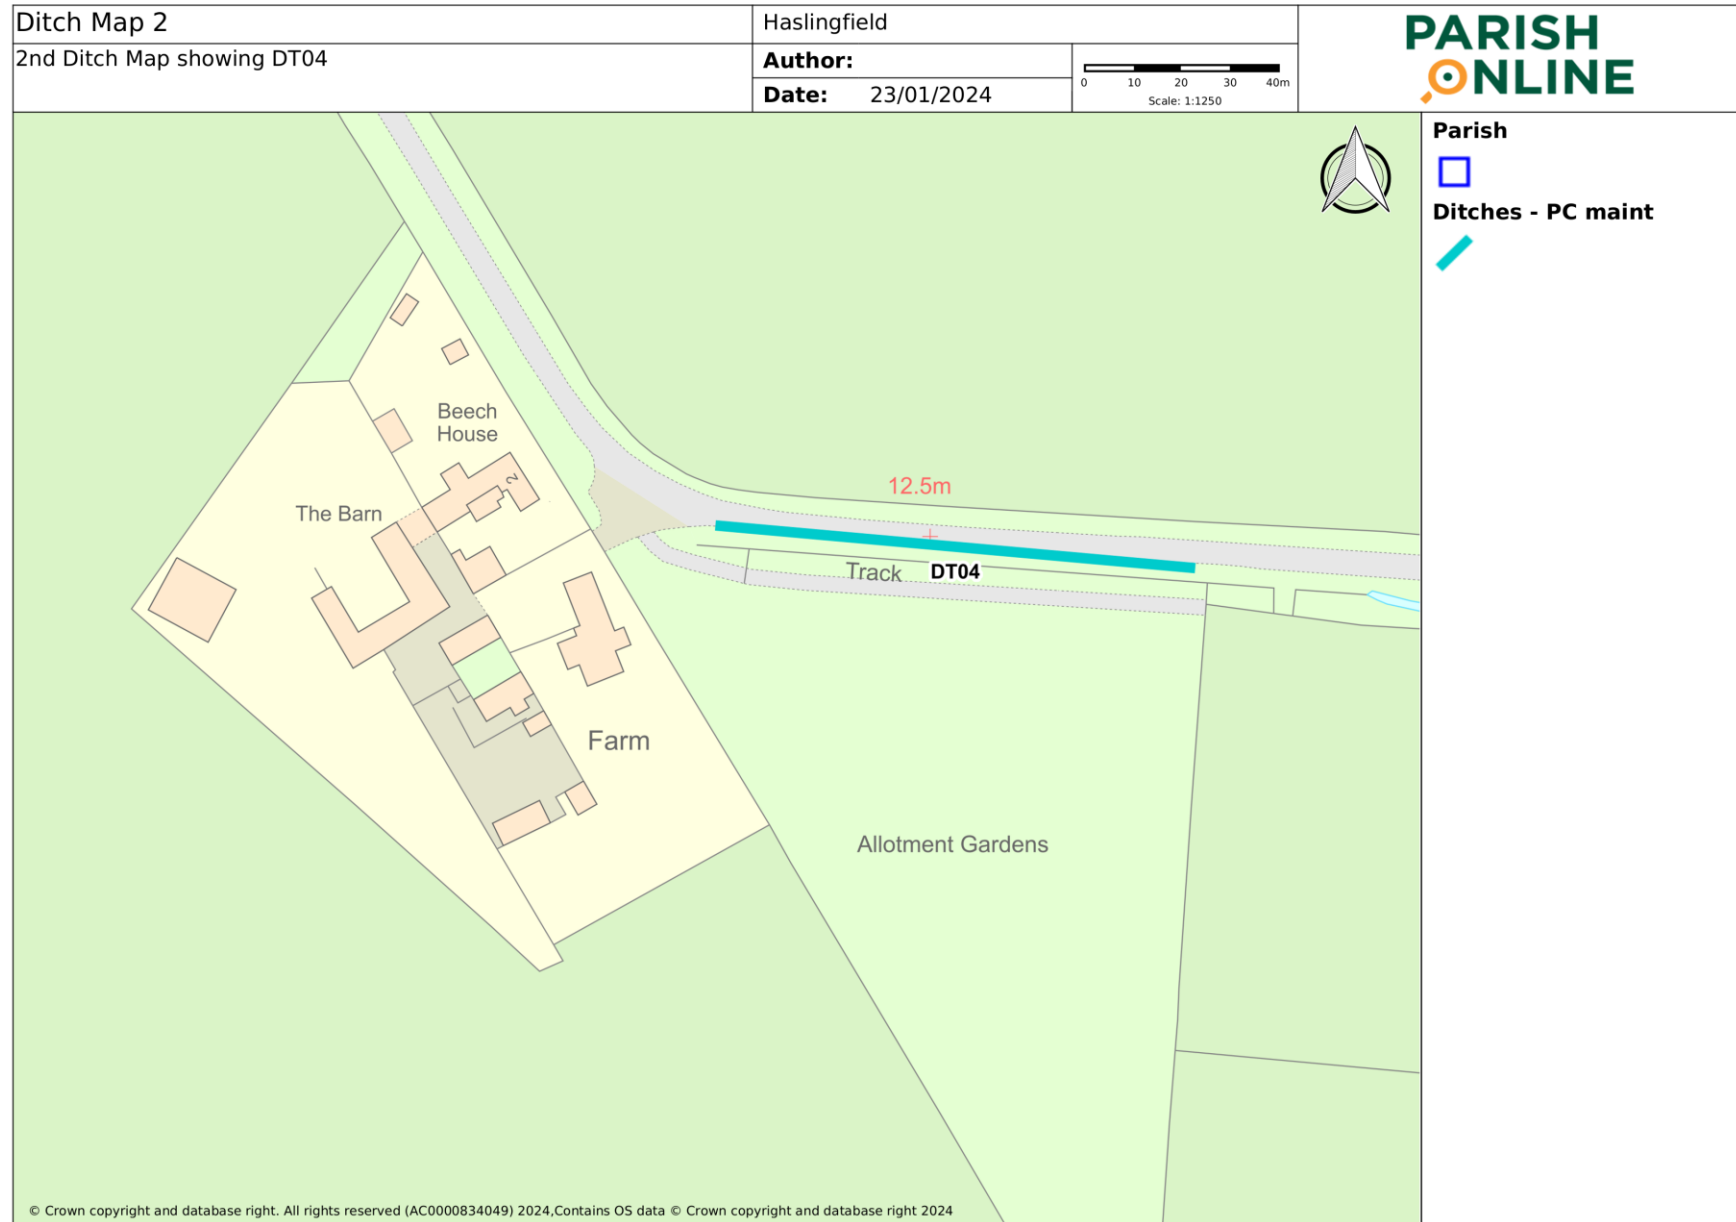 Ditch Map 2
2nd Ditch Map showing DT04
Haslingfield
Author:
Date: 23/01/2024
0 10 20 30 40m
Scale: 1:1250
PARISH
ONLINE
Parish
Ditches - PC maint
Beech
House
2
The Barn
12.5m
Track DT04
Farm
Allotment Gardens
© Crown copyright and database right. All rights reserved (AC0000834049) 2024,Contains OS data © Crown copyright and database right 2024